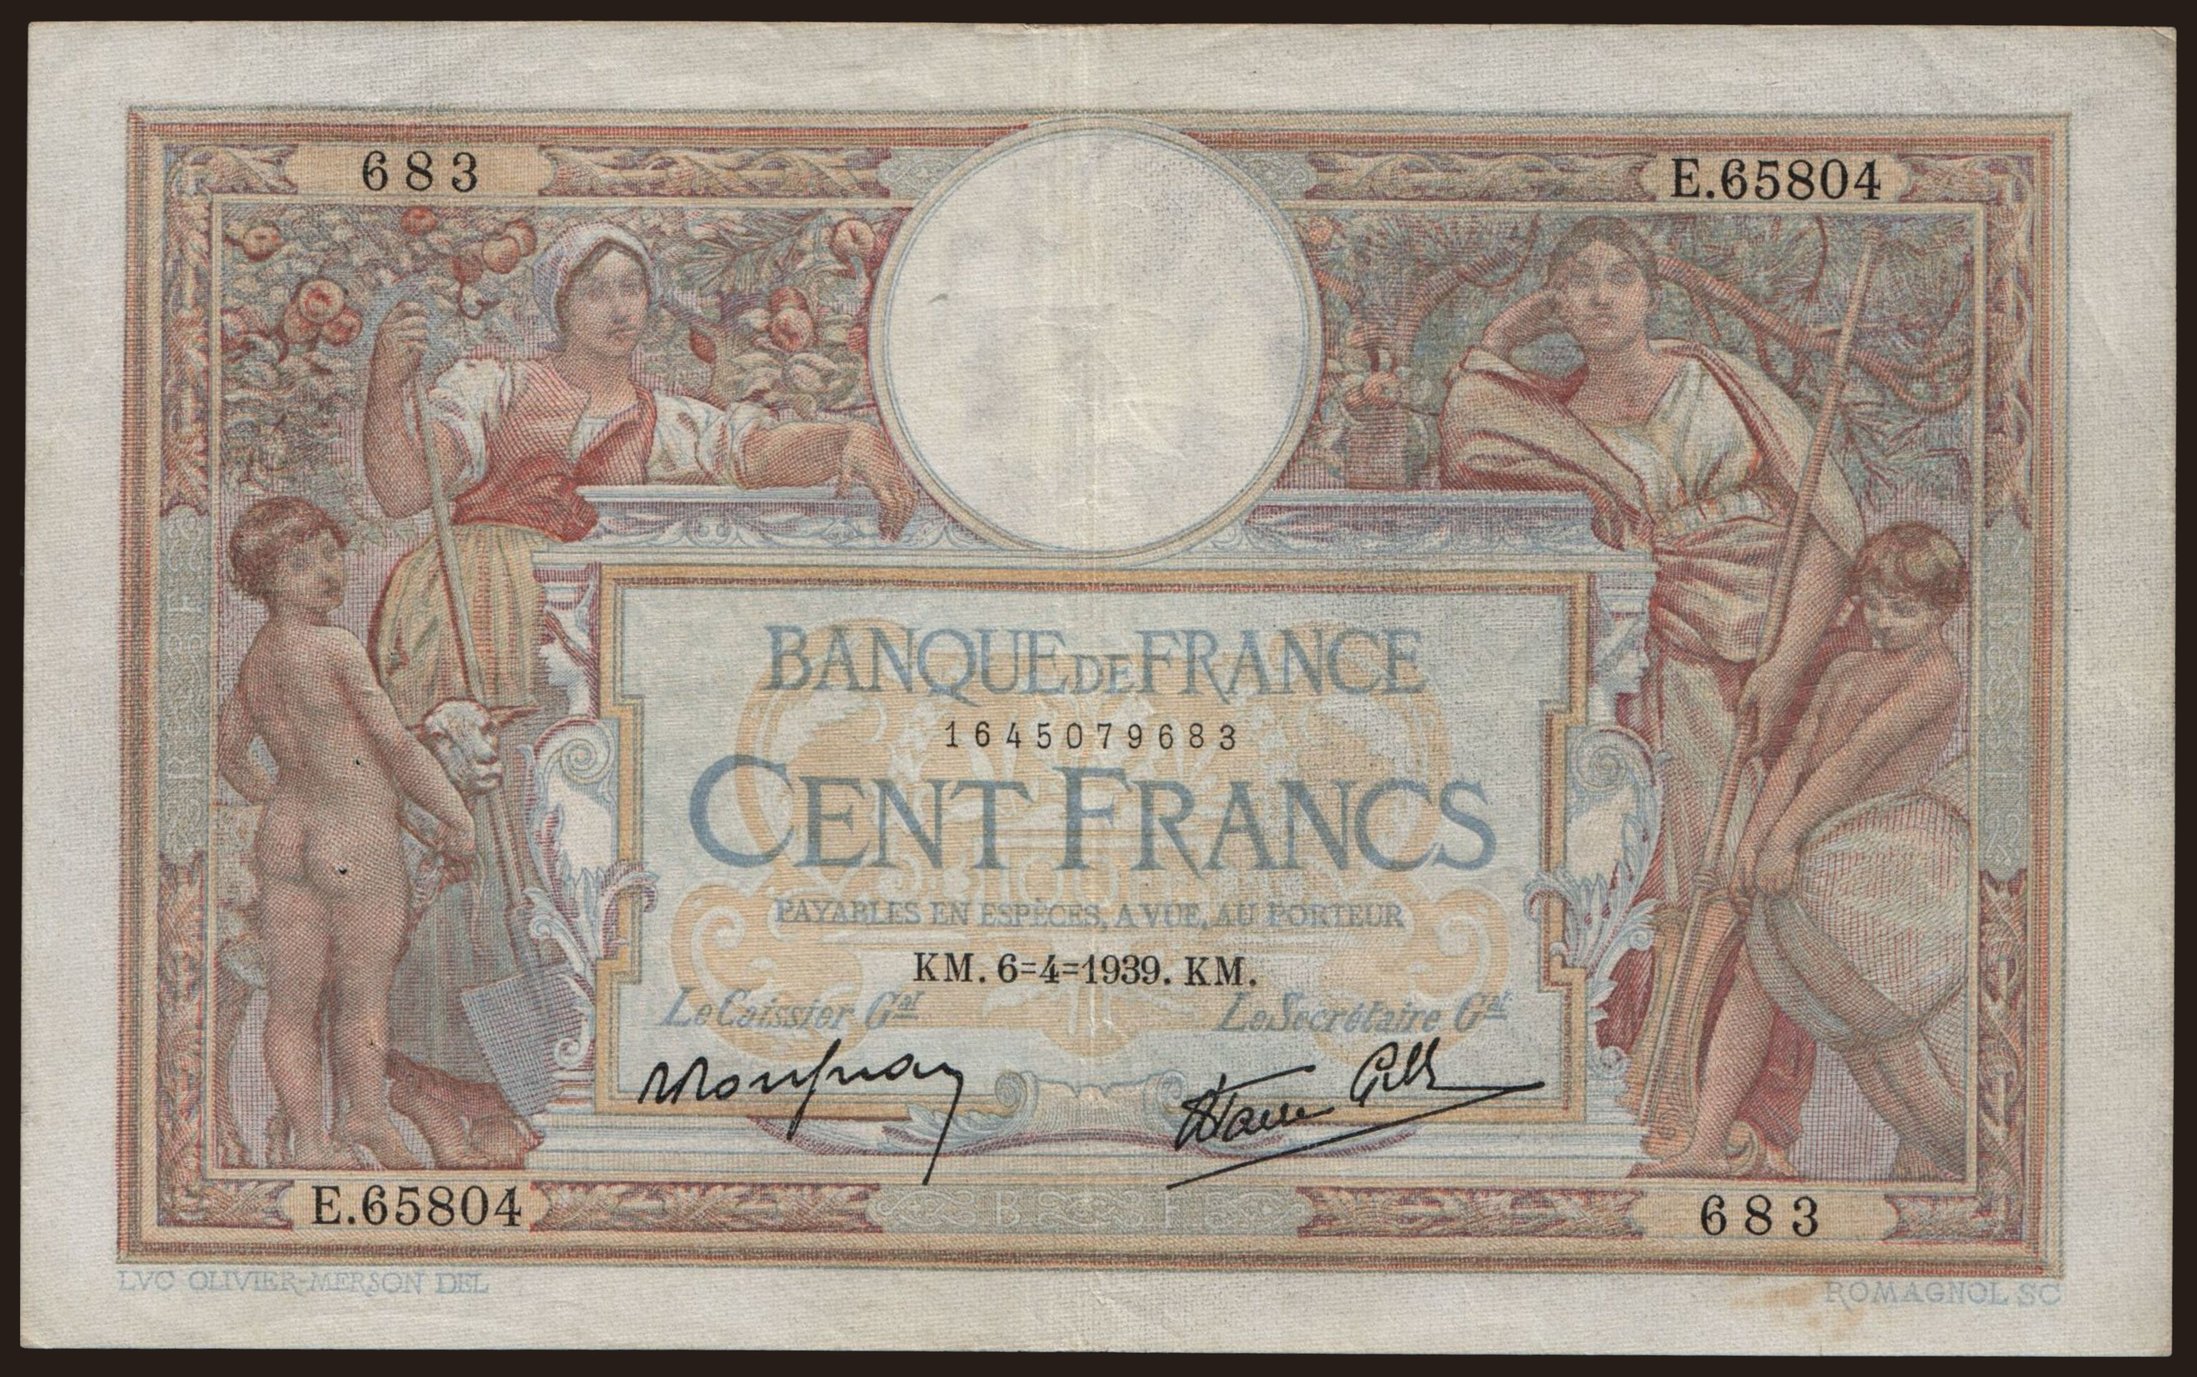 683 E.65804
BANQUE DE FRANCE
1645079683
CENT FRANCS
PAYABLES EN ESPÈCES, A VUE, AU PORTEUR
KM. 6=4=1939. KM.
Le Caissier Gal Le Secrétaire Gal
E.65804 B F 683
LVC OLIVIER-MERSON DEL ROMAGNOL SC